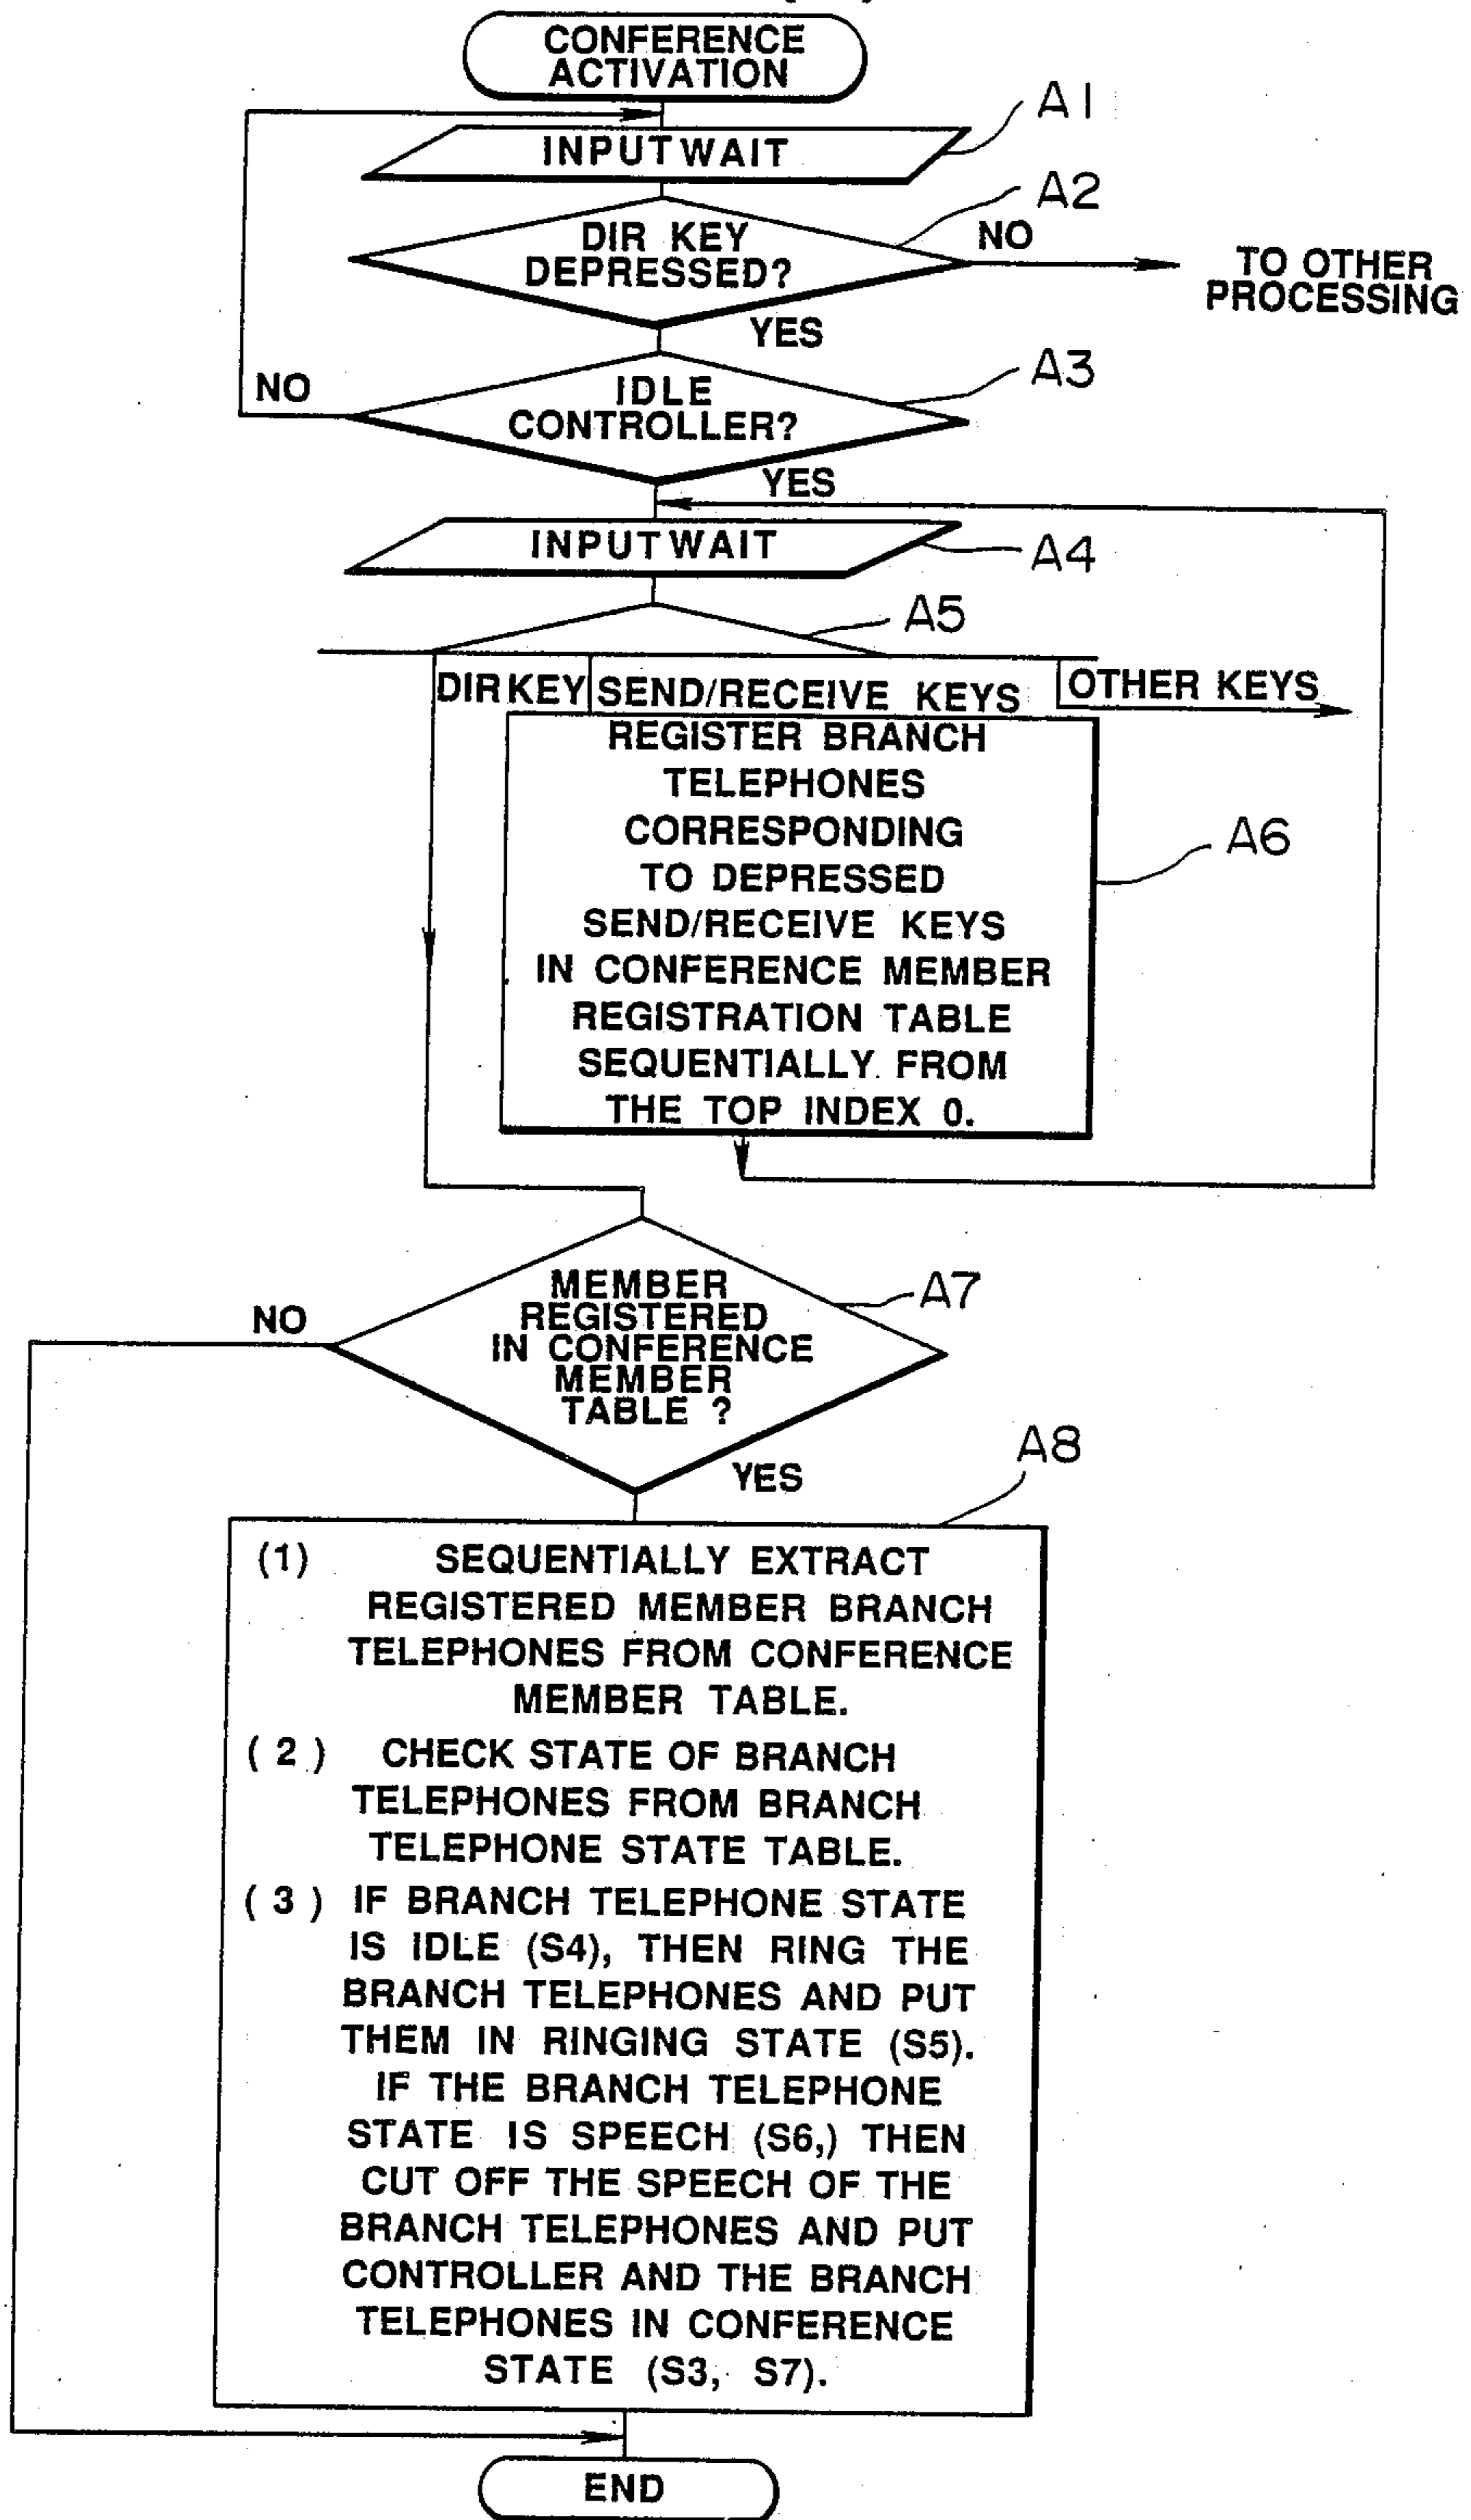 CONFERENCE
ACTIVATION
A1
INPUT WAIT
A2
DIR KEY
DEPRESSED?
NO
TO OTHER
PROCESSING
YES
A3
NO
IDLE
CONTROLLER?
YES
INPUT WAIT
A4
A5
DIR KEY
SEND/RECEIVE KEYS
OTHER KEYS
REGISTER BRANCH
TELEPHONES
CORRESPONDING
TO DEPRESSED
SEND/RECEIVE KEYS
IN CONFERENCE MEMBER
REGISTRATION TABLE
SEQUENTIALLY FROM
THE TOP INDEX 0.
A6
MEMBER
REGISTERED
IN CONFERENCE
MEMBER
TABLE ?
A7
NO
YES
A8
(1) SEQUENTIALLY EXTRACT
REGISTERED MEMBER BRANCH
TELEPHONES FROM CONFERENCE
MEMBER TABLE.
( 2 ) CHECK STATE OF BRANCH
TELEPHONES FROM BRANCH
TELEPHONE STATE TABLE.
( 3 ) IF BRANCH TELEPHONE STATE
IS IDLE (S4), THEN RING THE
BRANCH TELEPHONES AND PUT
THEM IN RINGING STATE (S5).
IF THE BRANCH TELEPHONE
STATE IS SPEECH (S6,) THEN
CUT OFF THE SPEECH OF THE
BRANCH TELEPHONES AND PUT
CONTROLLER AND THE BRANCH
TELEPHONES IN CONFERENCE
STATE (S3, S7).
END